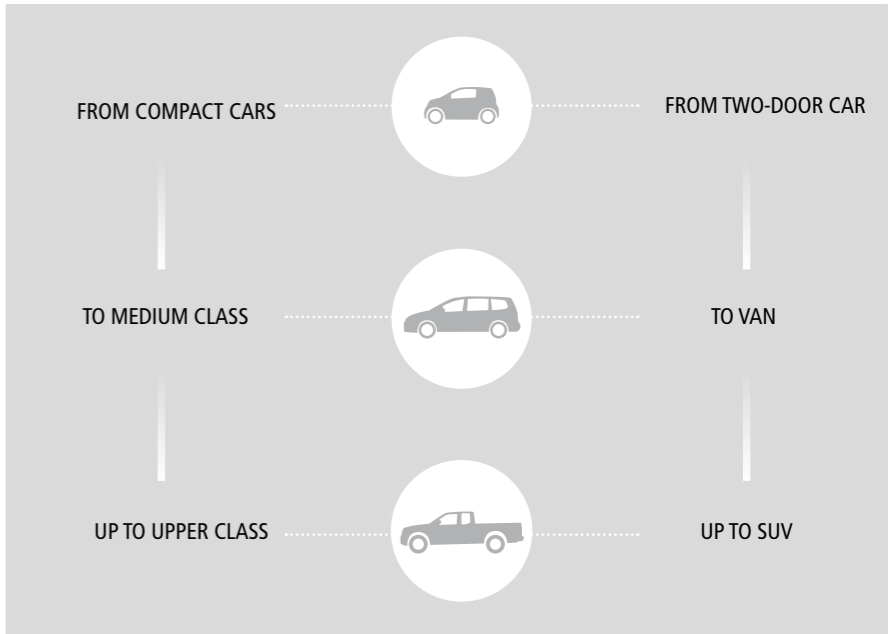 FROM COMPACT CARS
FROM TWO-DOOR CAR
TO MEDIUM CLASS
TO VAN
UP TO UPPER CLASS
UP TO SUV